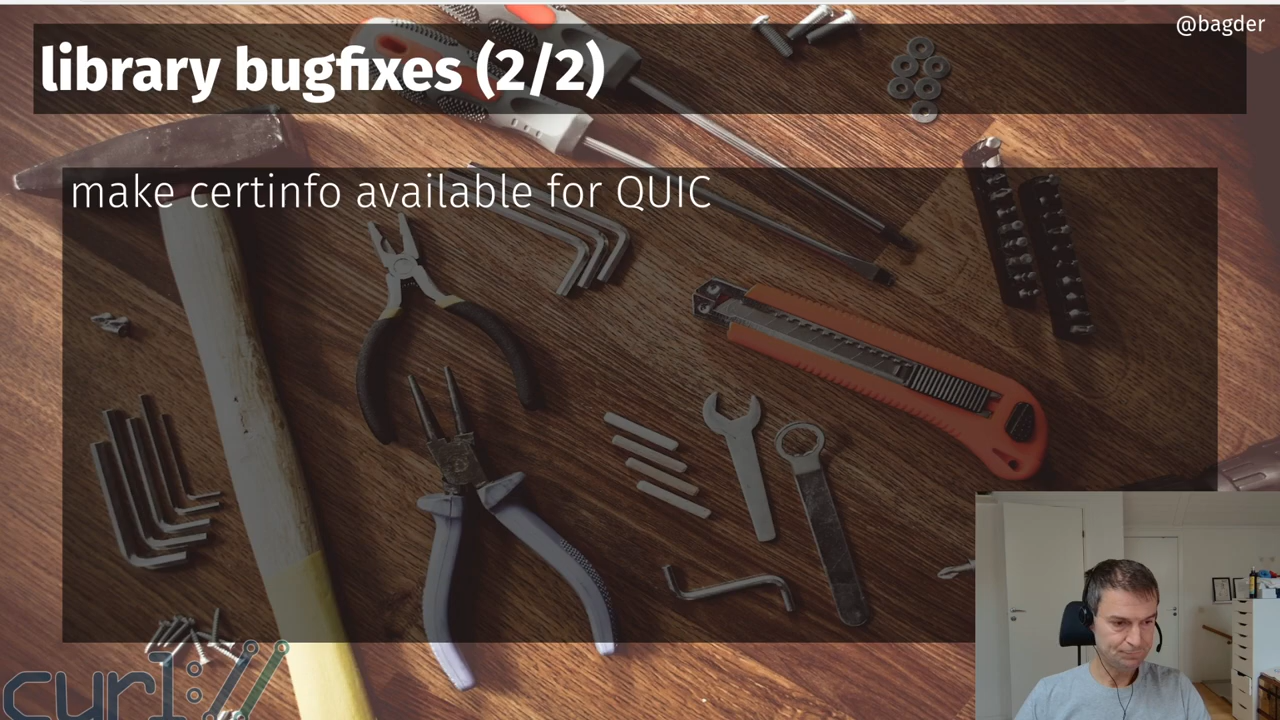 @bagder
library bugfixes (2/2)
make certinfo available for QUIC
curl://